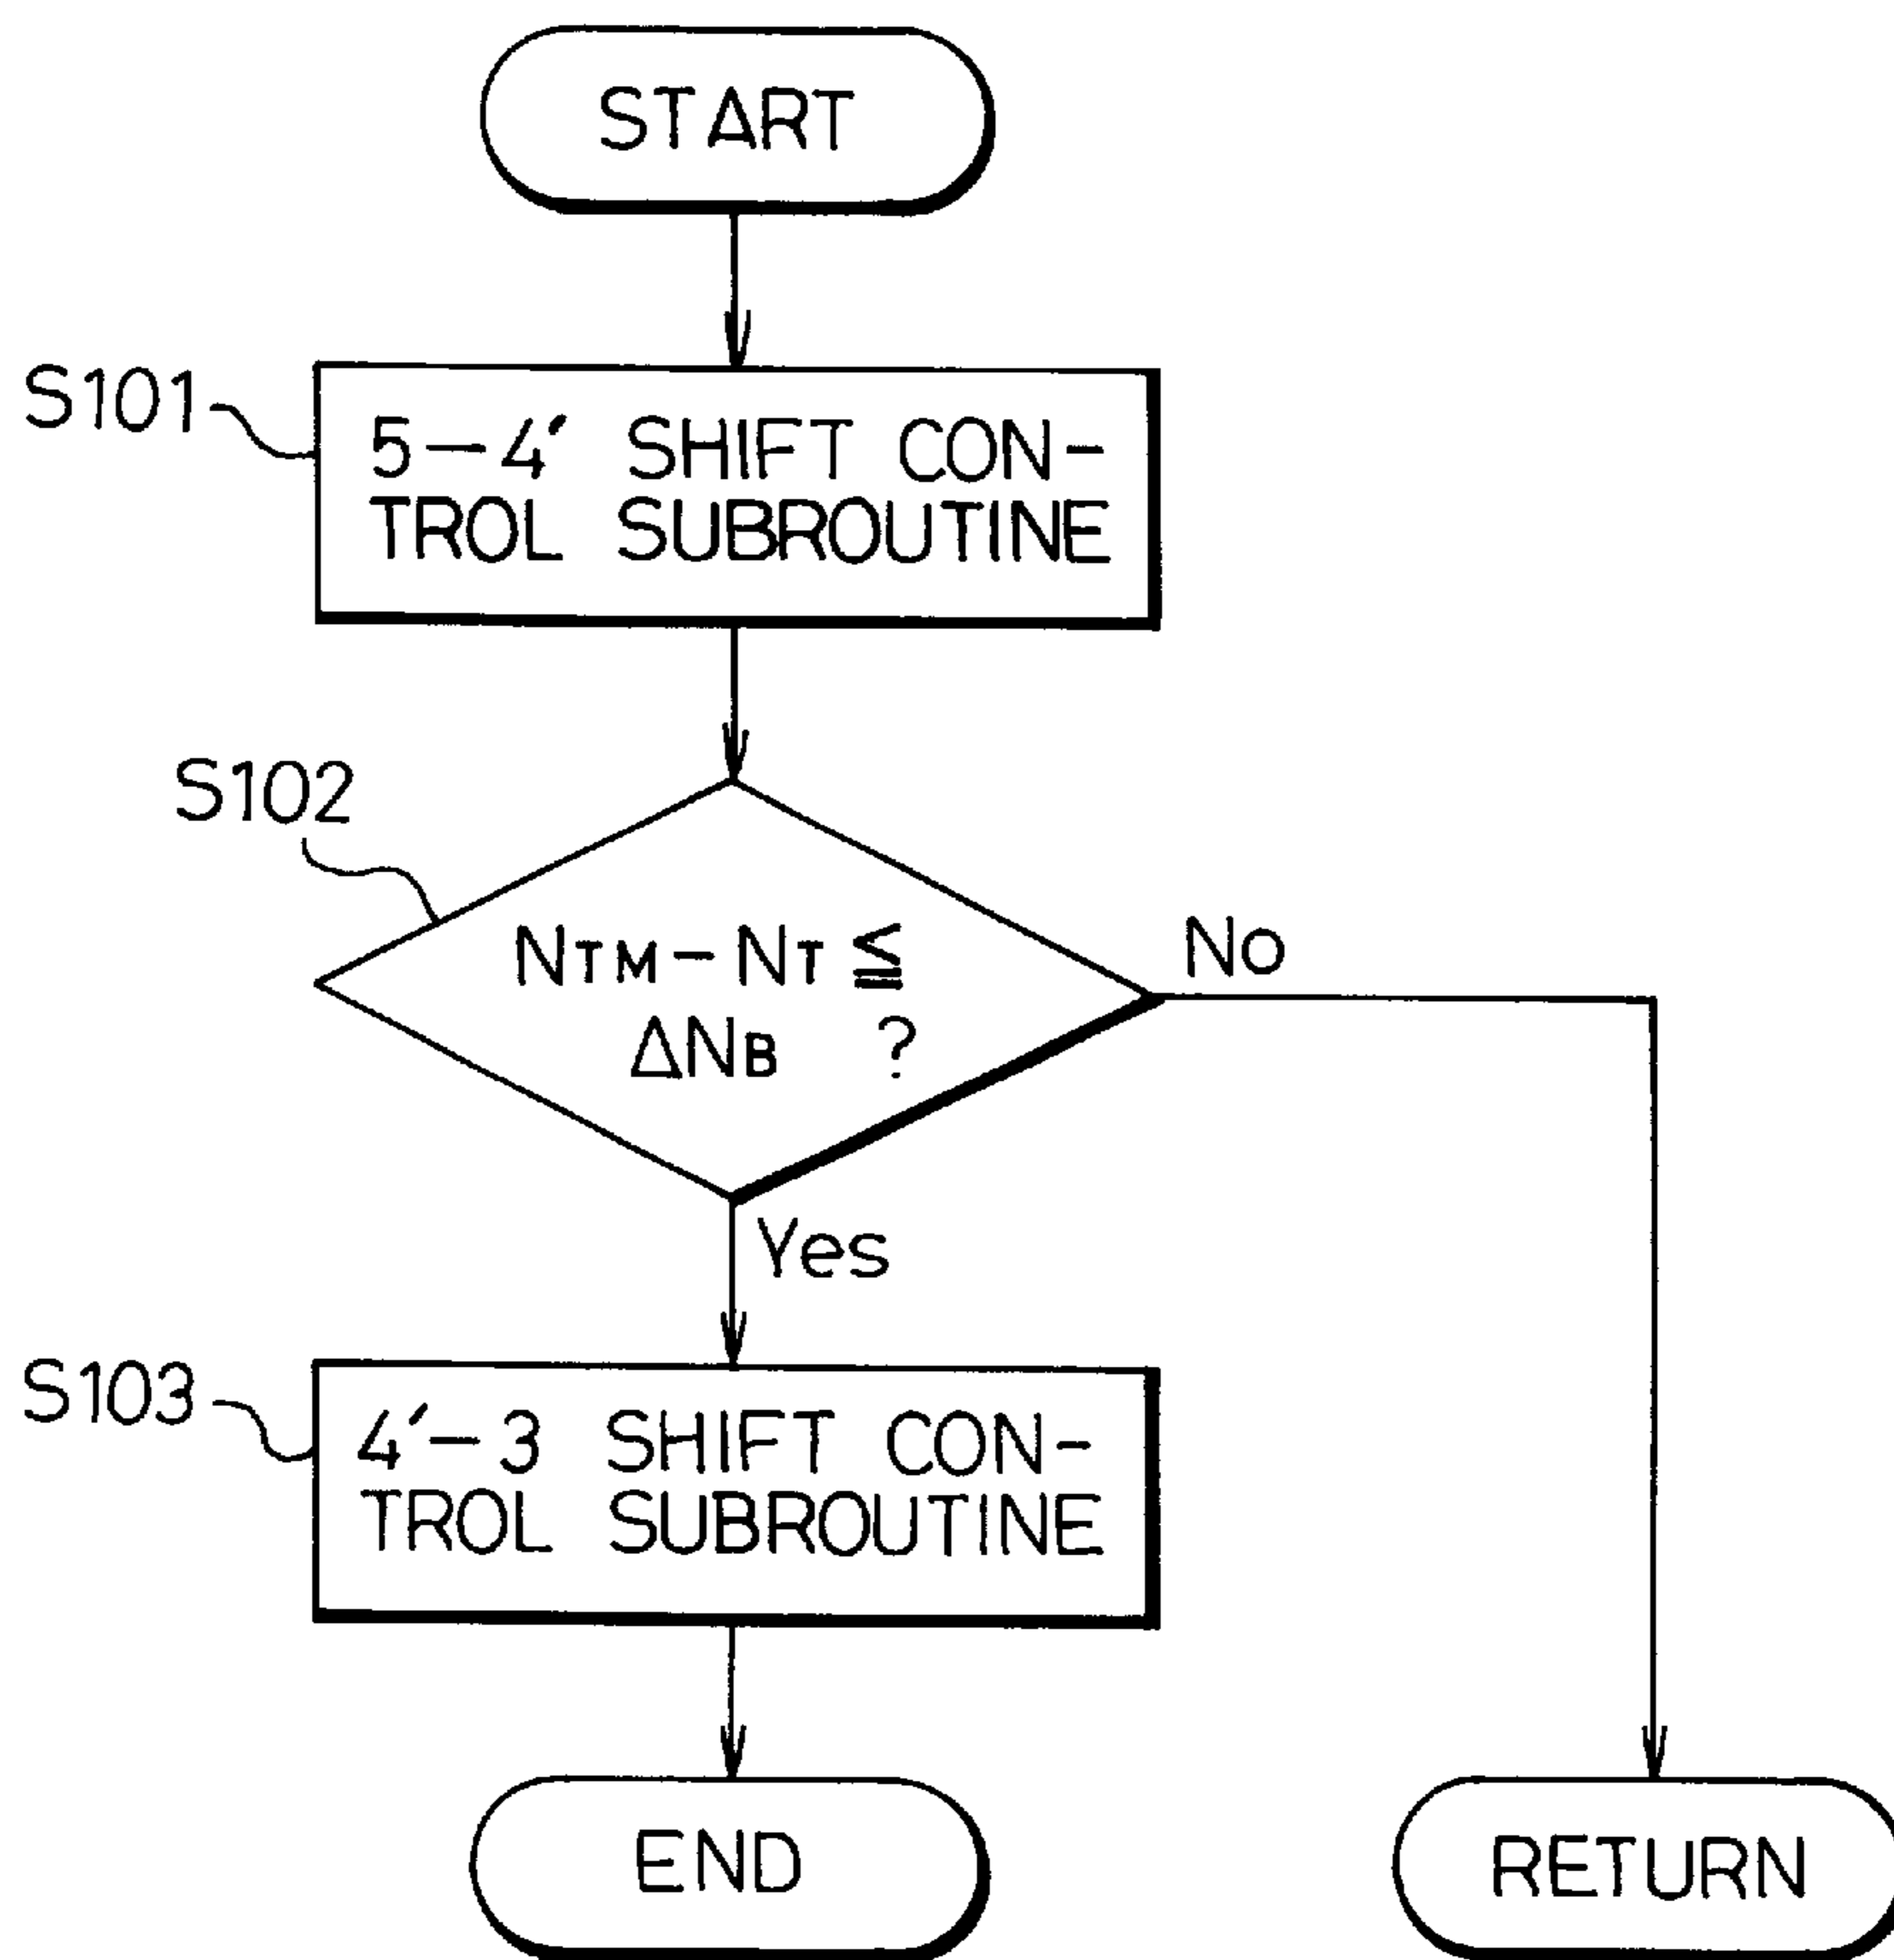 START
S101
5-4′ SHIFT CON-
TROL SUBROUTINE
S102
NTM-NT ≦
ΔNB ?
No
Yes
S103
4′-3 SHIFT CON-
TROL SUBROUTINE
END
RETURN